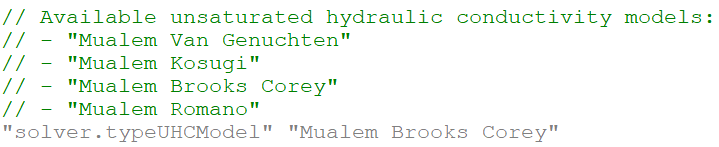 // Available unsaturated hydraulic conductivity models:
// - "Mualem Van Genuchten"
// - "Mualem Kosugi"
// - "Mualem Brooks Corey"
// - "Mualem Romano"
"solver.typeUHCModel" "Mualem Brooks Corey"